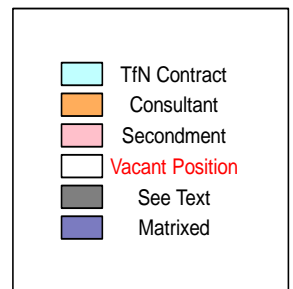 TfN Contract
Consultant
Secondment
Vacant Position
See Text
Matrixed